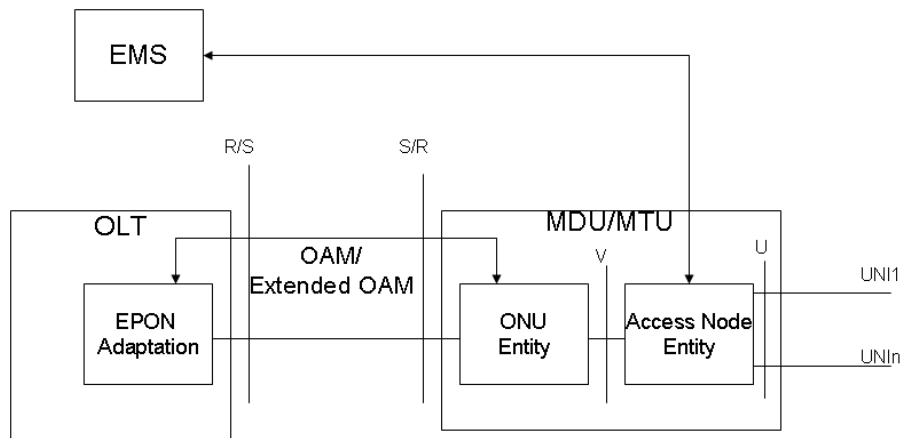 EMS
R/S
S/R
OLT
MDU/MTU
OAM/
Extended OAM
V
U
UNI1
EPON
Adaptation
ONU
Entity
Access Node
Entity
UNIn